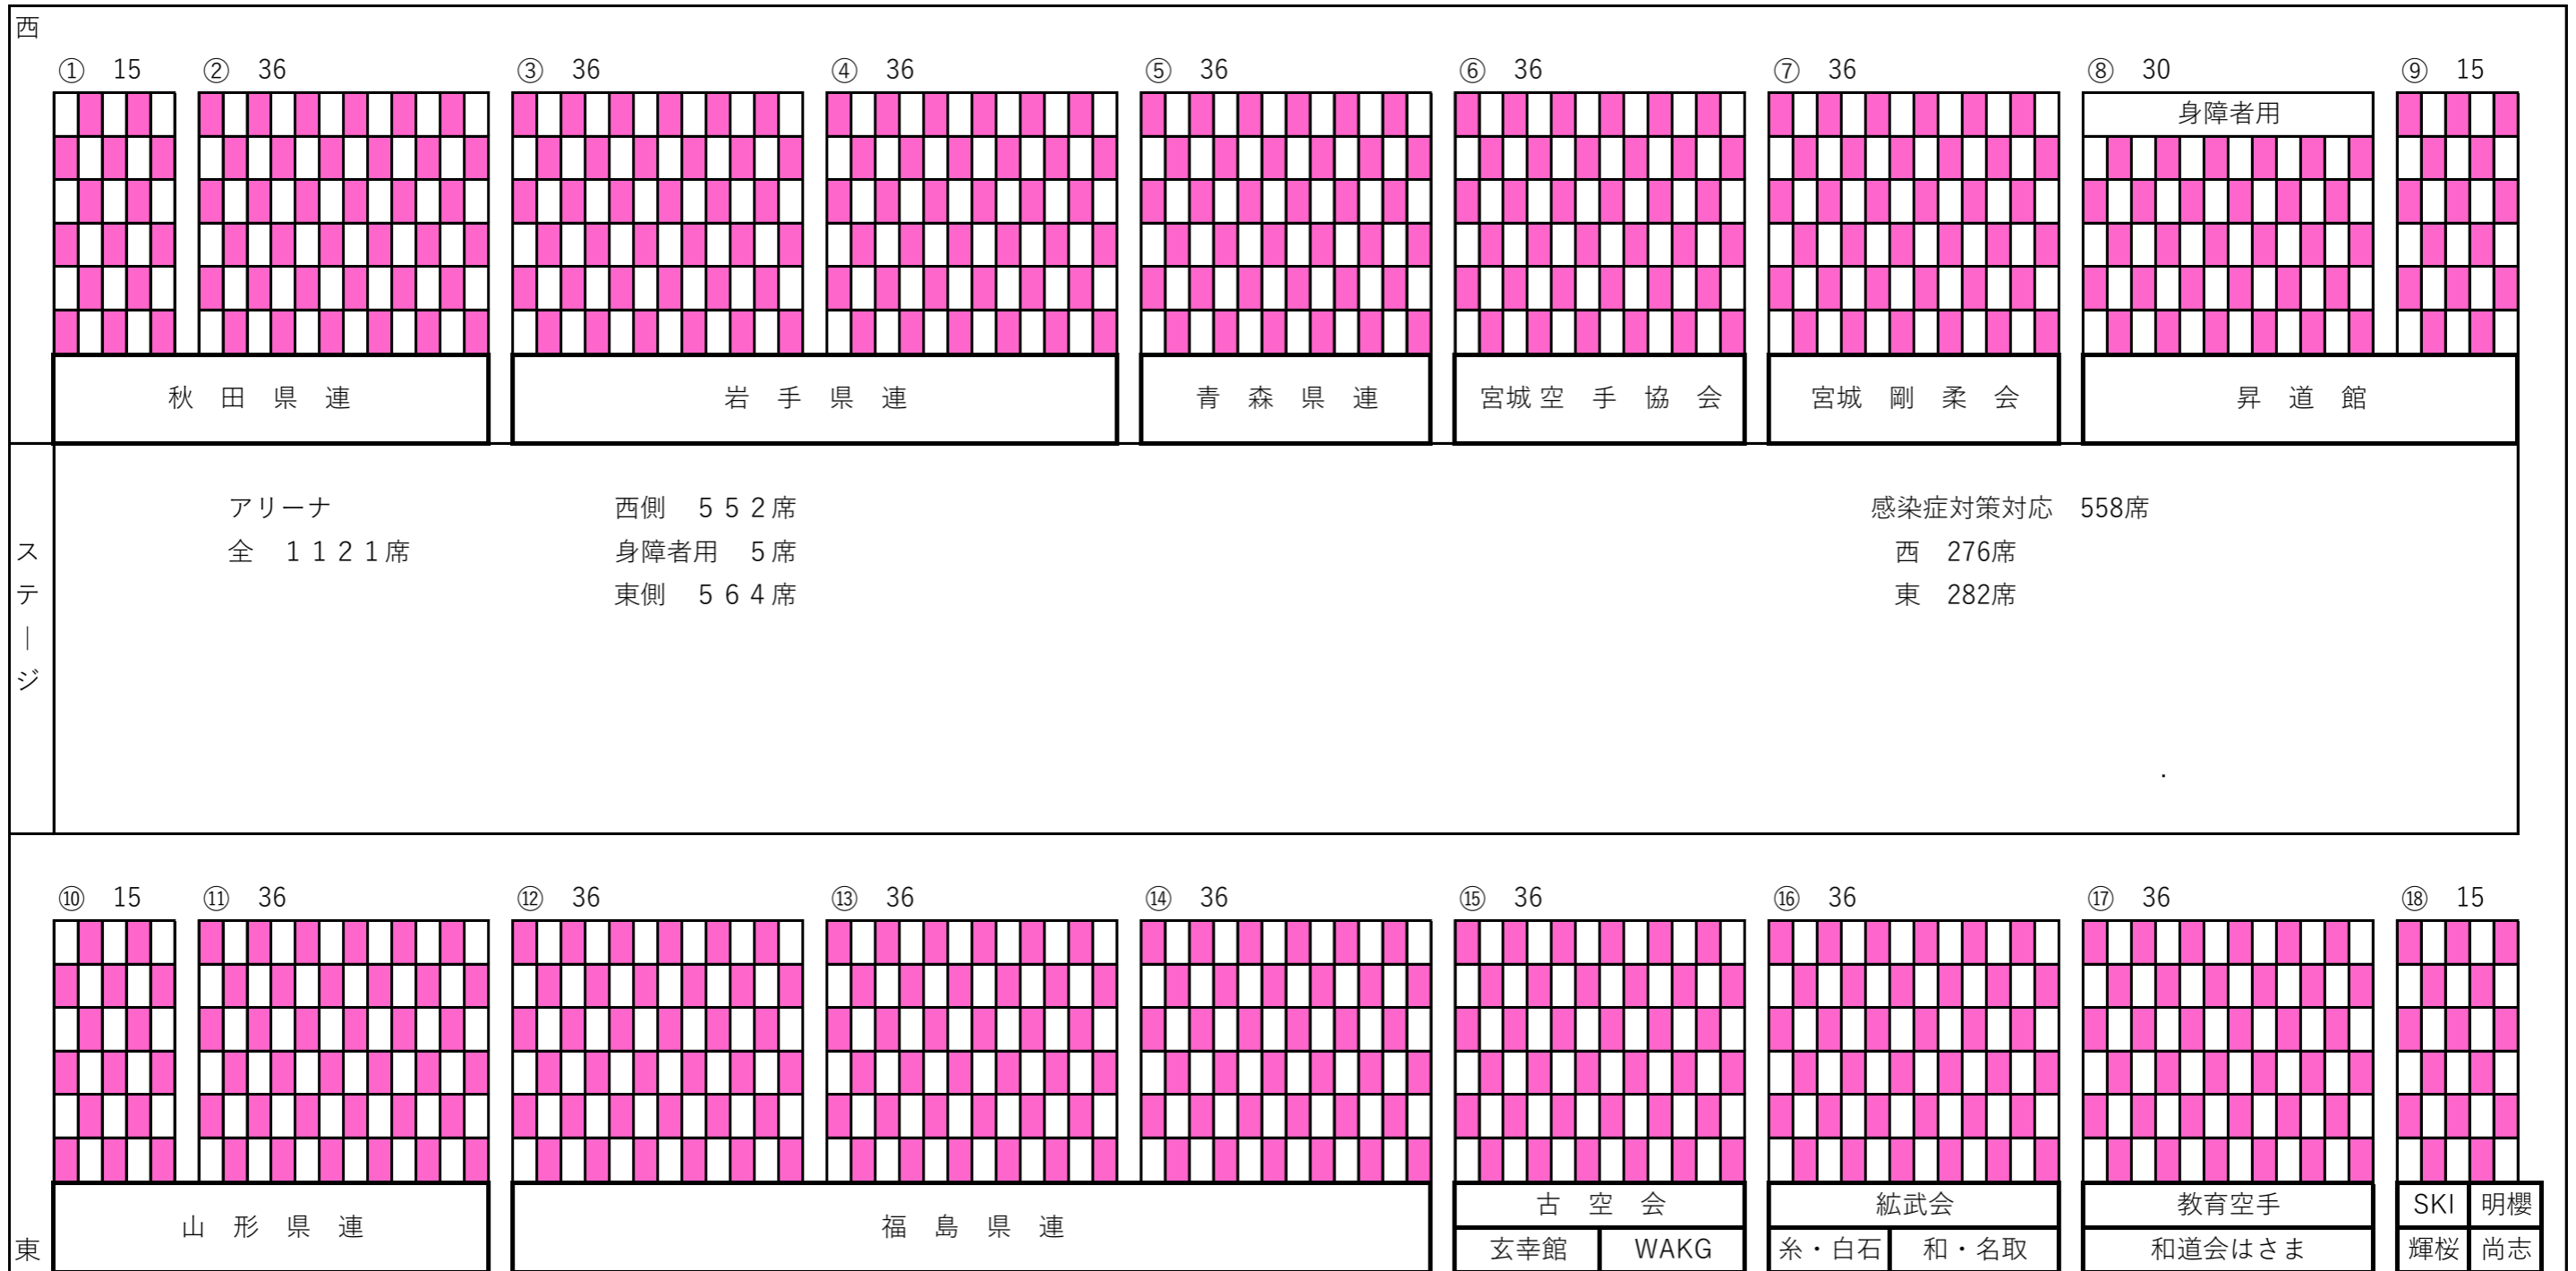 西
① 15 ② 36 ③ 36 ④ 36 ⑤ 36 ⑥ 36 ⑦ 36 ⑧ 30 ⑨ 15
身障者用
秋 田 県 連 岩 手 県 連 青 森 県 連 宮城 空 手 協 会 宮城 剛 柔 会 昇 道 館
アリーナ 西側 552席 感染症対策対応 558席
全 1121席 身障者用 5席 西 276席
東側 564席 東 282席
ステージ
⑩ 15 ⑪ 36 ⑫ 36 ⑬ 36 ⑭ 36 ⑮ 36 ⑯ 36 ⑰ 36 ⑱ 15
山 形 県 連 福 島 県 連 古 空 会 紘武会 教育空手 SKI 明櫻
東 玄幸館 WAKG 糸・白石 和・名取 和道会はさま 輝桜 尚志